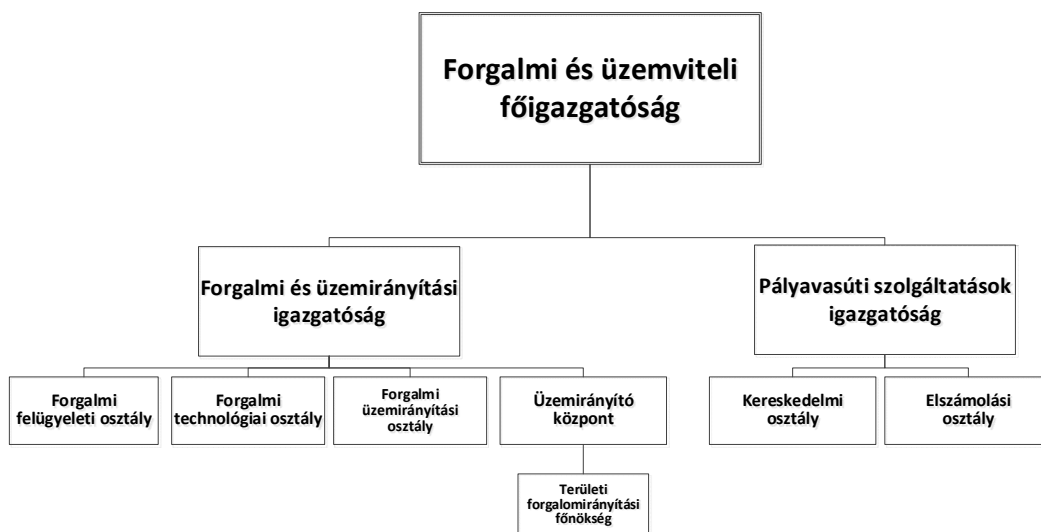 Forgalmi és üzemviteli
főigazgatóság
Forgalmi és üzemirányítási
igazgatóság
Pályavasúti szolgáltatások
igazgatóság
Forgalmi
felügyeleti osztály
Forgalmi
technológiai osztály
Forgalmi
üzemirányítási
osztály
Üzemirányító
központ
Kereskedelmi
osztály
Elszámolási
osztály
Területi
forgalomirányítási
főnökség